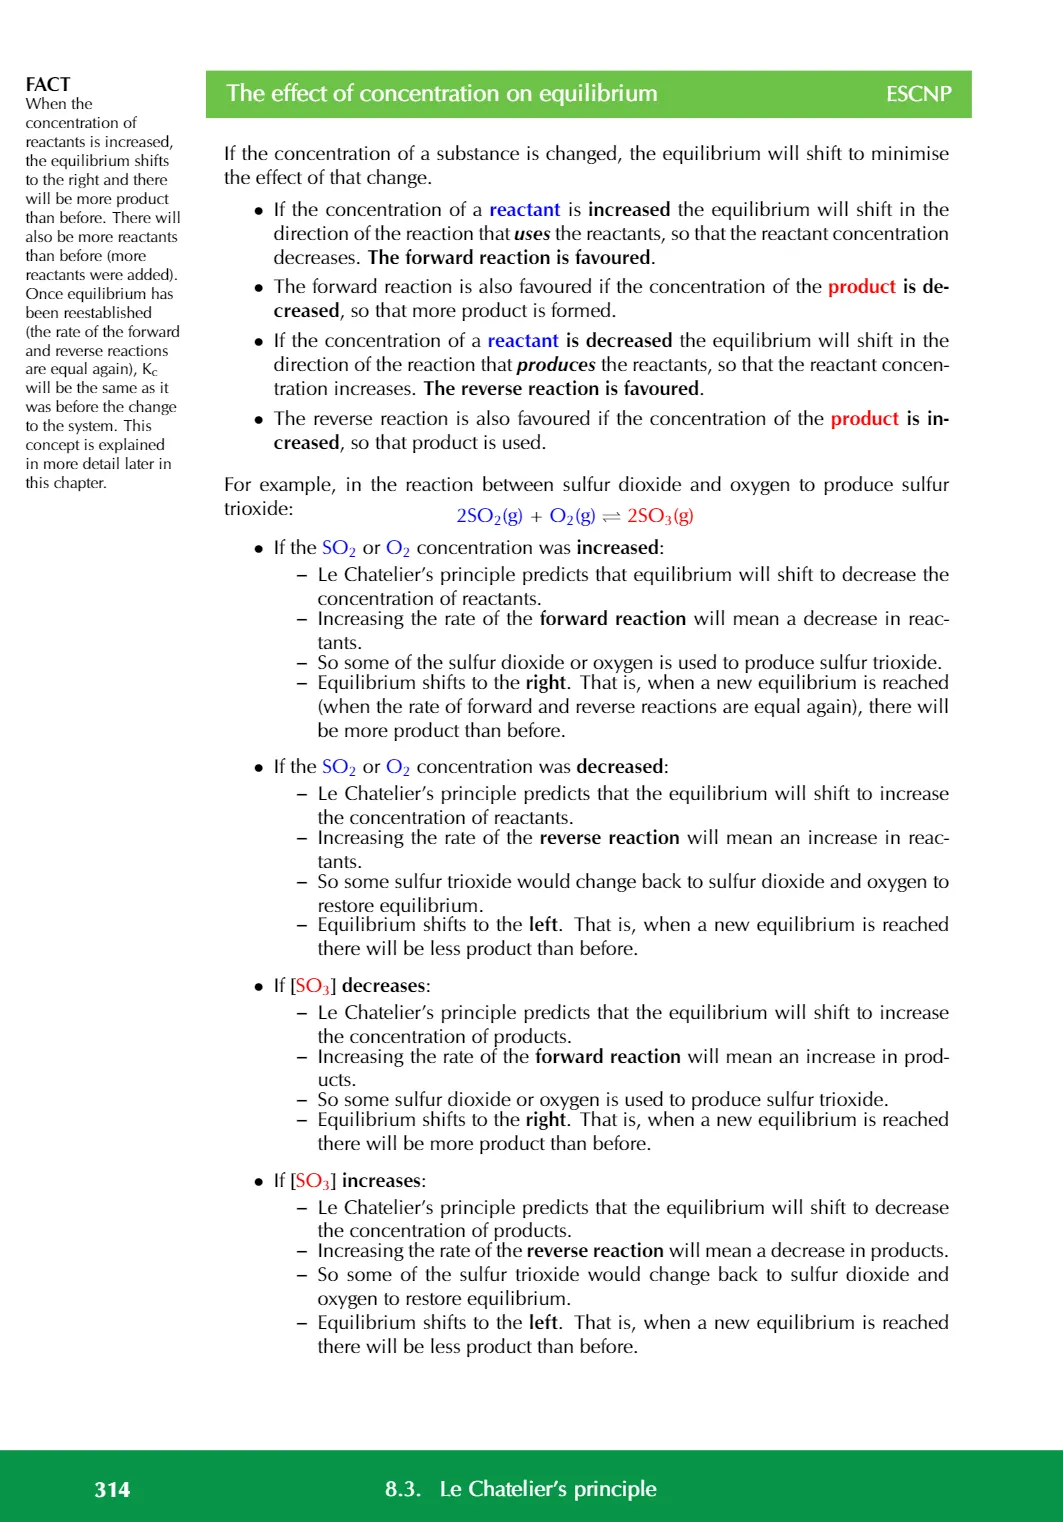 FACT
When the
concentration of
reactants is increased,
the equilibrium shifts
to the right and there
will be more product
than before. There will
also be more reactants
than before (more
reactants were added).
Once equilibrium has
been reestablished
(the rate of the forward
and reverse reactions
are equal again), Kc
will be the same as it
was before the change
to the system. This
concept is explained
in more detail later in
this chapter.
The effect of concentration on equilibrium ESCNP
If the concentration of a substance is changed, the equilibrium will shift to minimise
the effect of that change.
• If the concentration of a reactant is increased the equilibrium will shift in the
direction of the reaction that uses the reactants, so that the reactant concentration
decreases. The forward reaction is favoured.
• The forward reaction is also favoured if the concentration of the product is de-
creased, so that more product is formed.
• If the concentration of a reactant is decreased the equilibrium will shift in the
direction of the reaction that produces the reactants, so that the reactant concen-
tration increases. The reverse reaction is favoured.
• The reverse reaction is also favoured if the concentration of the product is in-
creased, so that product is used.
For example, in the reaction between sulfur dioxide and oxygen to produce sulfur
trioxide:
2SO₂(g) + O₂(g) ⇌ 2SO₃(g)
• If the SO₂ or O₂ concentration was increased:
– Le Chatelier's principle predicts that equilibrium will shift to decrease the
concentration of reactants.
– Increasing the rate of the forward reaction will mean a decrease in reac-
tants.
– So some of the sulfur dioxide or oxygen is used to produce sulfur trioxide.
– Equilibrium shifts to the right. That is, when a new equilibrium is reached
(when the rate of forward and reverse reactions are equal again), there will
be more product than before.
• If the SO₂ or O₂ concentration was decreased:
– Le Chatelier's principle predicts that the equilibrium will shift to increase
the concentration of reactants.
– Increasing the rate of the reverse reaction will mean an increase in reac-
tants.
– So some sulfur trioxide would change back to sulfur dioxide and oxygen to
restore equilibrium.
– Equilibrium shifts to the left. That is, when a new equilibrium is reached
there will be less product than before.
• If [SO₃] decreases:
– Le Chatelier's principle predicts that the equilibrium will shift to increase
the concentration of products.
– Increasing the rate of the forward reaction will mean an increase in prod-
ucts.
– So some sulfur dioxide or oxygen is used to produce sulfur trioxide.
– Equilibrium shifts to the right. That is, when a new equilibrium is reached
there will be more product than before.
• If [SO₃] increases:
– Le Chatelier's principle predicts that the equilibrium will shift to decrease
the concentration of products.
– Increasing the rate of the reverse reaction will mean a decrease in products.
– So some of the sulfur trioxide would change back to sulfur dioxide and
oxygen to restore equilibrium.
– Equilibrium shifts to the left. That is, when a new equilibrium is reached
there will be less product than before.
314 8.3. Le Chatelier's principle